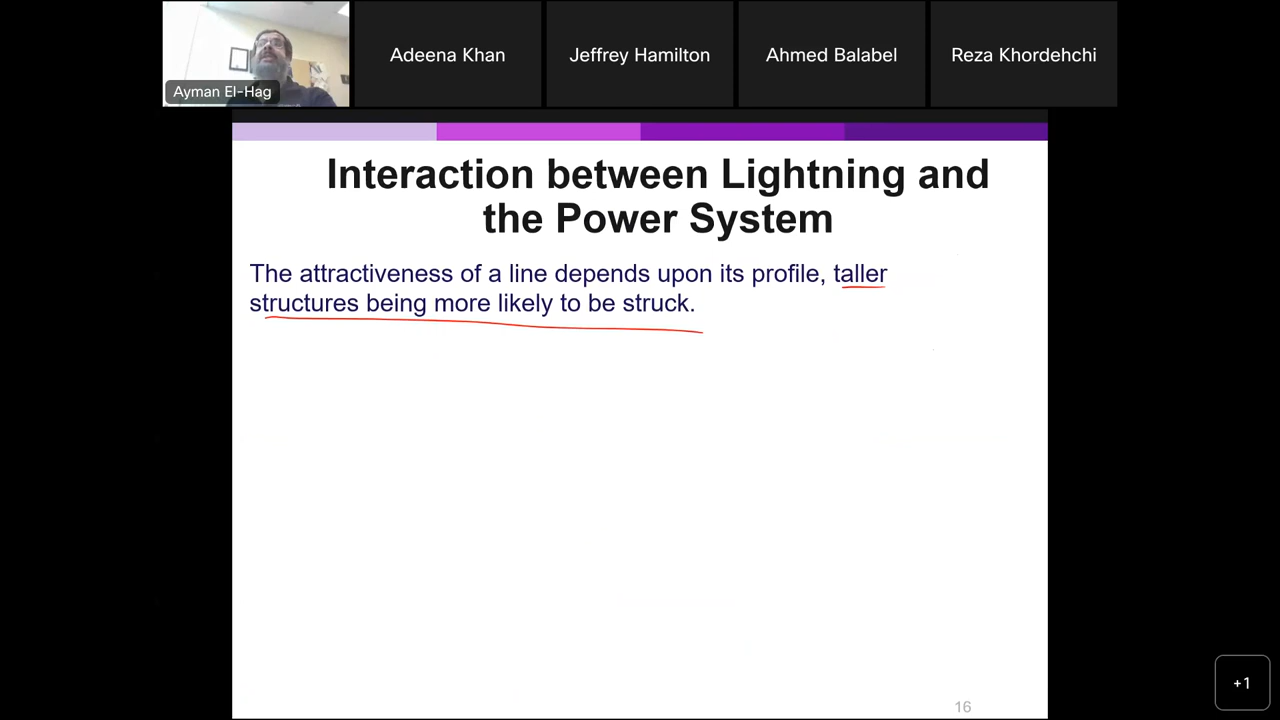 Ayman El-Hag
Adeena Khan
Jeffrey Hamilton
Ahmed Balabel
Reza Khordehchi
Interaction between Lightning and
the Power System
The attractiveness of a line depends upon its profile, taller
structures being more likely to be struck.
16
+1